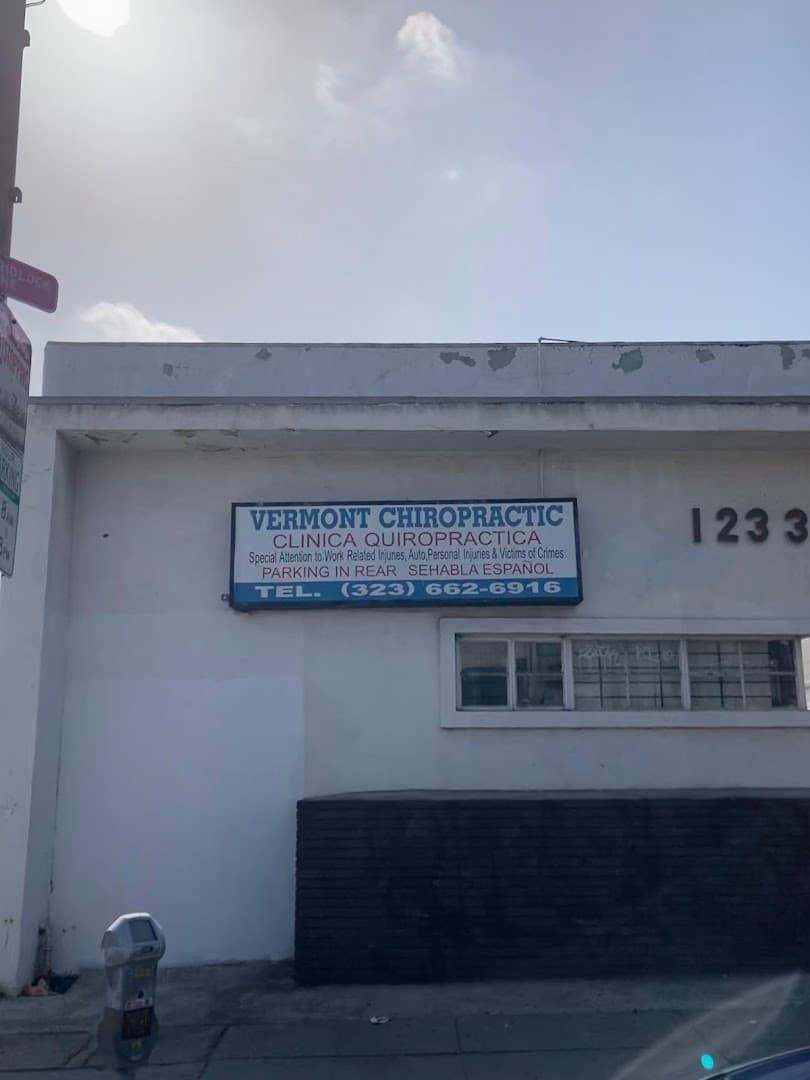 VERMONT CHIROPRACTIC
CLINICA QUIROPRACTICA
Special Attention to Work Related Injunes, Auto,Personal Injuries & Victims of Crimes
PARKING IN REAR SEHABLA ESPAÑOL
TEL. (323) 662-6916
1233